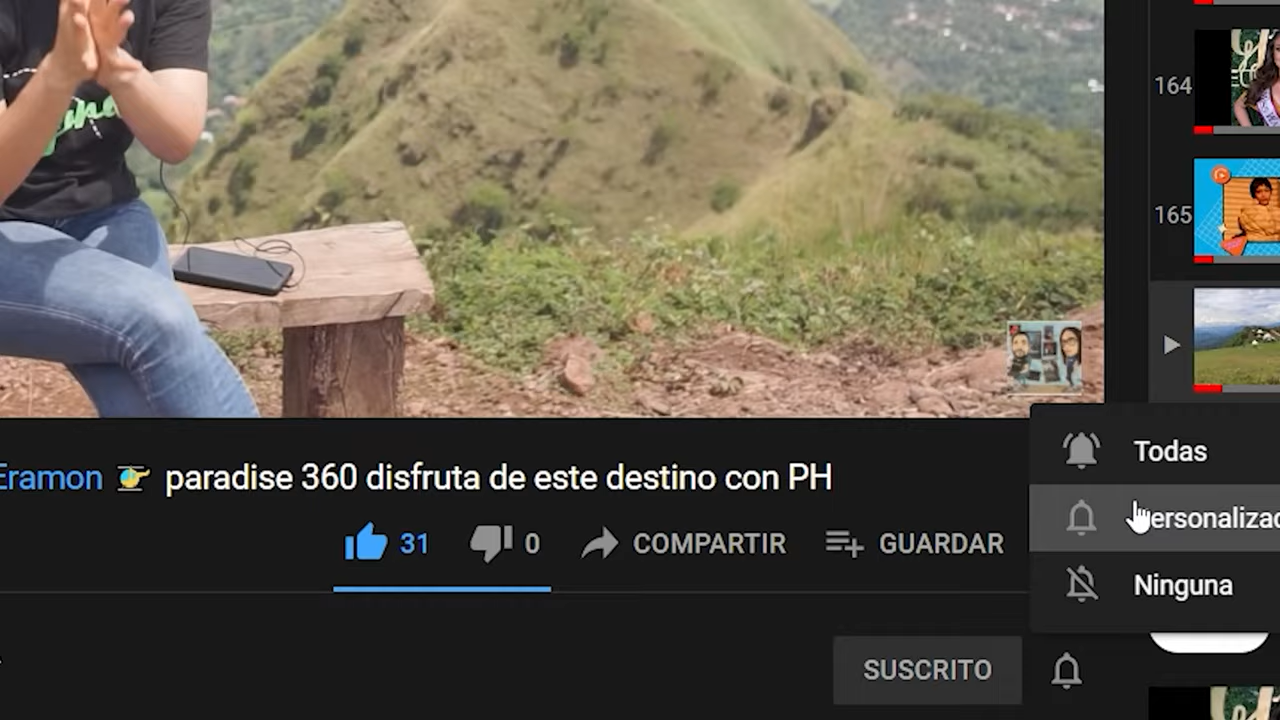 164
165
Todas
Eramon 🚁 paradise 360 disfruta de este destino con PH
31 0 COMPARTIR GUARDAR
Ninguna
SUSCRITO